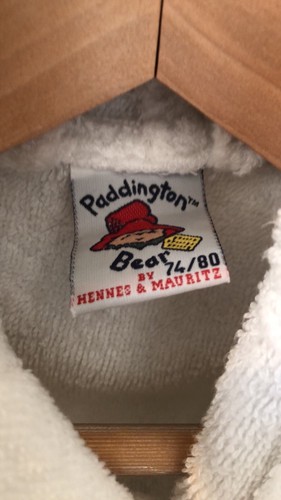 Paddington™
Bear 74/80
BY
HENNES & MAURITZ